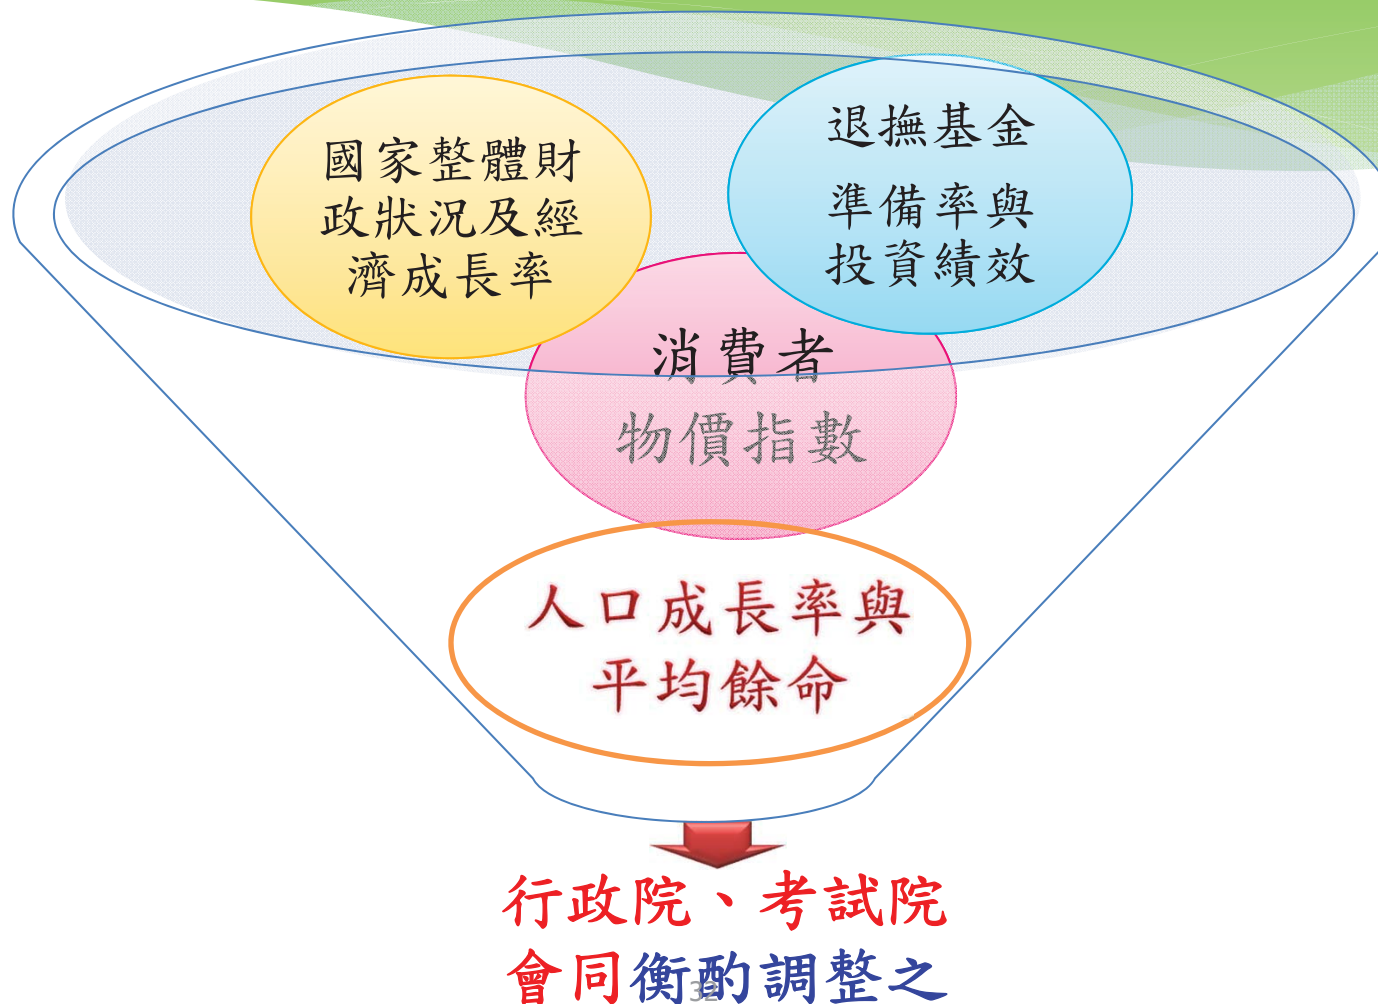 國家整體財
政狀況及經
濟成長率
退撫基金
準備率與
投資績效
消費者
物價指數
人口成長率與
平均餘命
行政院、考試院
會同衡酌調整之
32